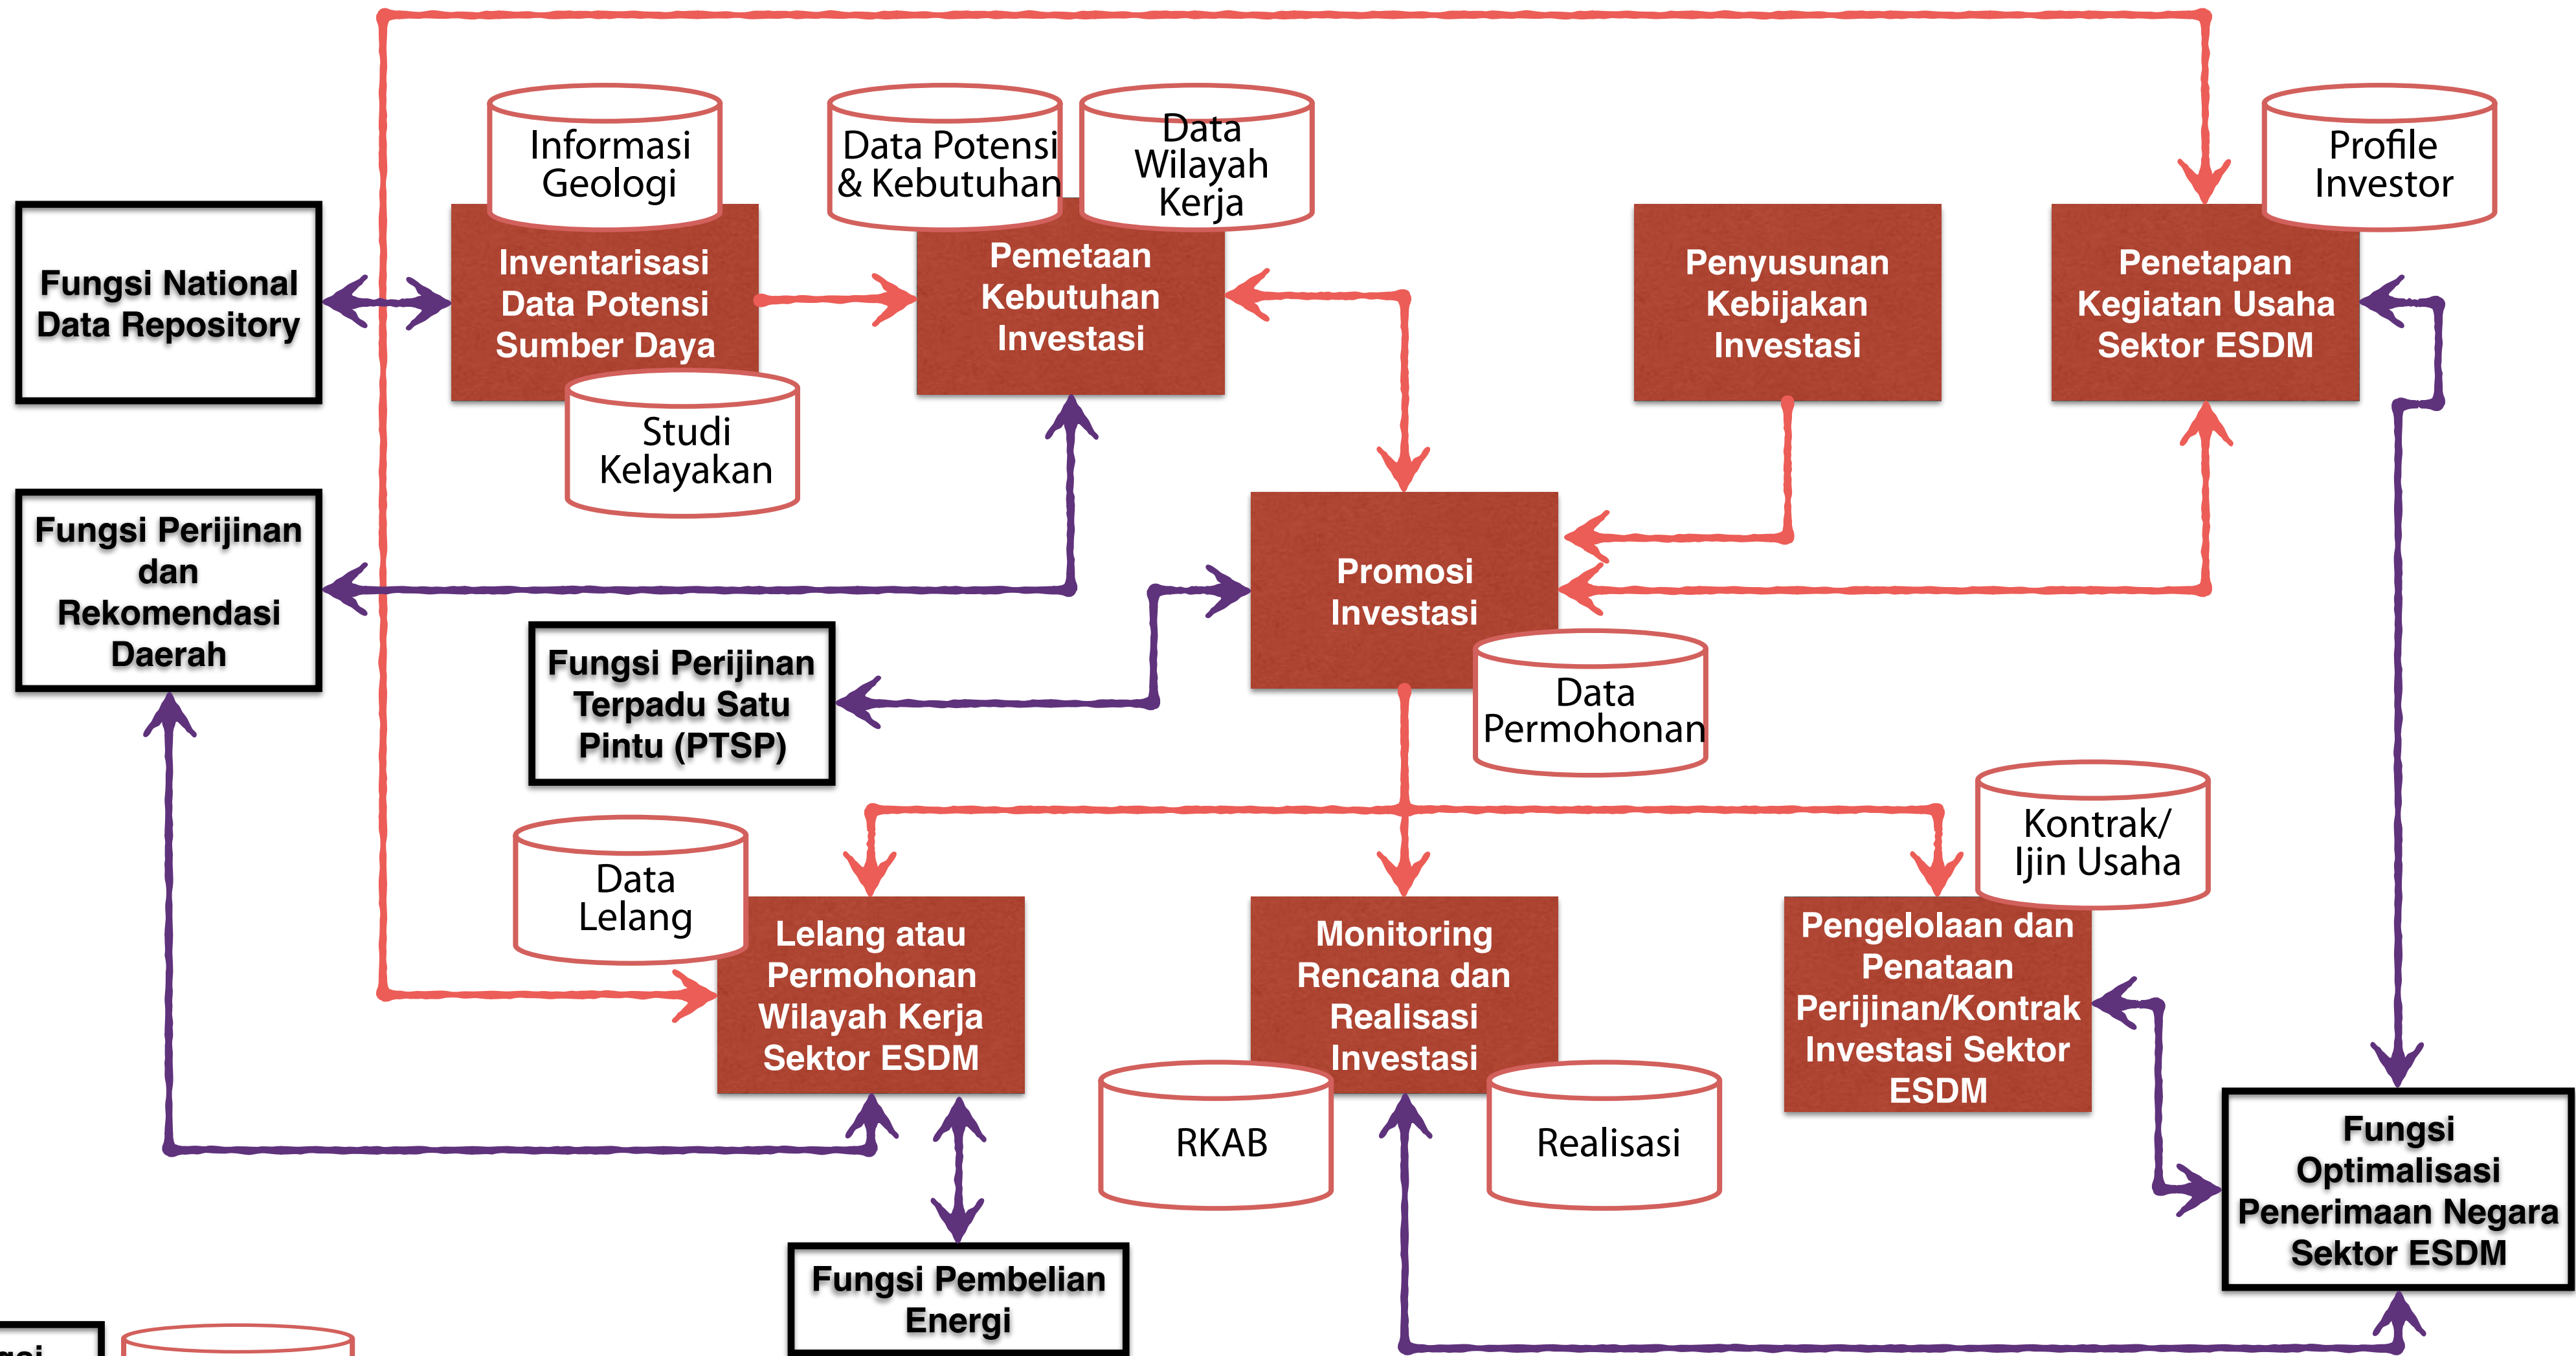 Informasi
Geologi
Data Potensi
& Kebutuhan
Data
Wilayah
Kerja
Profile
Investor
Fungsi National
Data Repository
Inventarisasi
Data Potensi
Sumber Daya
Pemetaan
Kebutuhan
Investasi
Penyusunan
Kebijakan
Investasi
Penetapan
Kegiatan Usaha
Sektor ESDM
Studi
Kelayakan
Fungsi Perijinan
dan
Rekomendasi
Daerah
Promosi
Investasi
Fungsi Perijinan
Terpadu Satu
Pintu (PTSP)
Data
Permohonan
Data
Lelang
Kontrak/
Ijin Usaha
Lelang atau
Permohonan
Wilayah Kerja
Sektor ESDM
Monitoring
Rencana dan
Realisasi
Investasi
Pengelolaan dan
Penataan
Perijinan/Kontrak
Investasi Sektor
ESDM
RKAB
Realisasi
Fungsi
Optimalisasi
Penerimaan Negara
Sektor ESDM
Fungsi Pembelian
Energi